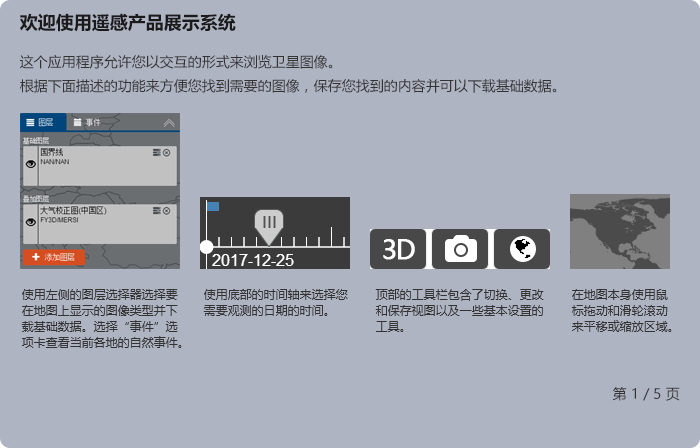 欢迎使用遥感产品展示系统
这个应用程序允许您以交互的形式来浏览卫星图像。
根据下面描述的功能来方便您找到需要的图像，保存您找到的内容并可以下载基础数据。
图层 事件
基础图层
国界线
NAN/NAN
叠加图层
大气校正图(中国区)
FY3D/MERSI
添加图层
2017-12-25
3D
使用左侧的图层选择器选择要
在地图上显示的图像类型并下
载基础数据。选择“事件”选
项卡查看当前各地的自然事件。
使用底部的时间轴来选择您
需要观测的日期的时间。
顶部的工具栏包含了切换、更改
和保存视图以及一些基本设置的
工具。
在地图本身使用鼠
标拖动和滑轮滚动
来平移或缩放区域。
第 1 / 5 页